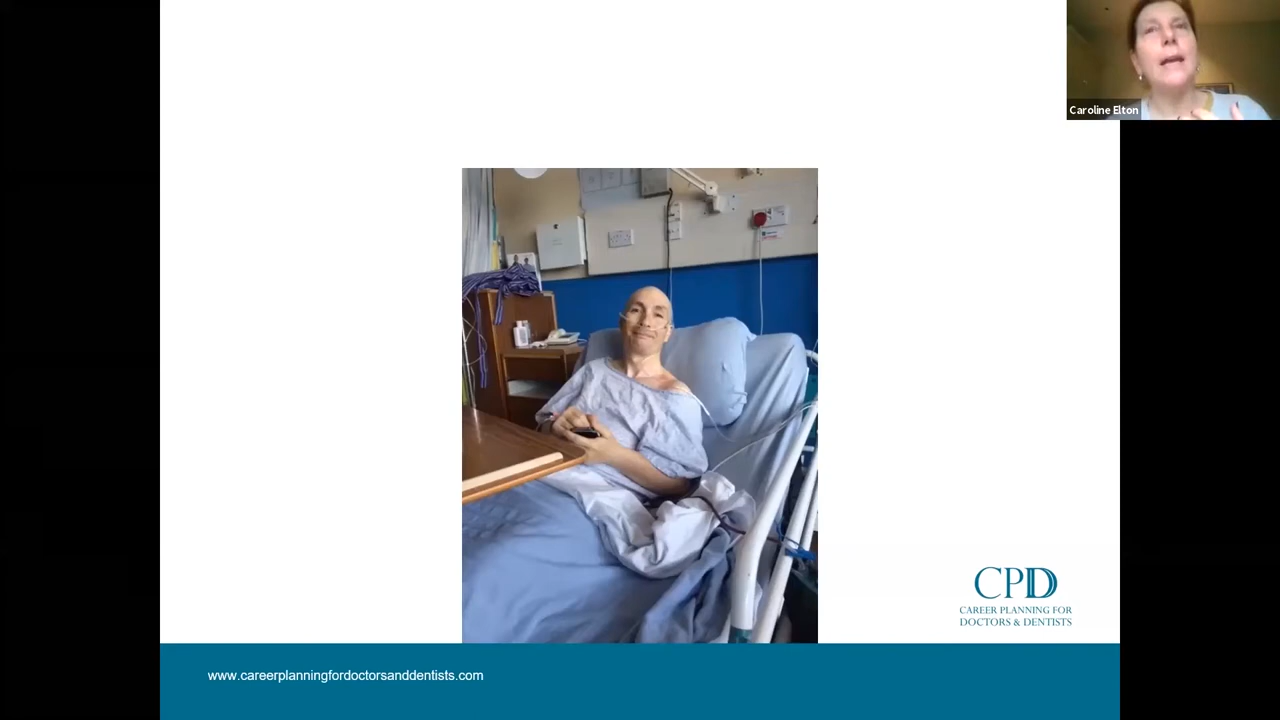 Caroline Elton
CPD
CAREER PLANNING FOR
DOCTORS & DENTISTS
www.careerplanningfordoctorsanddentists.com